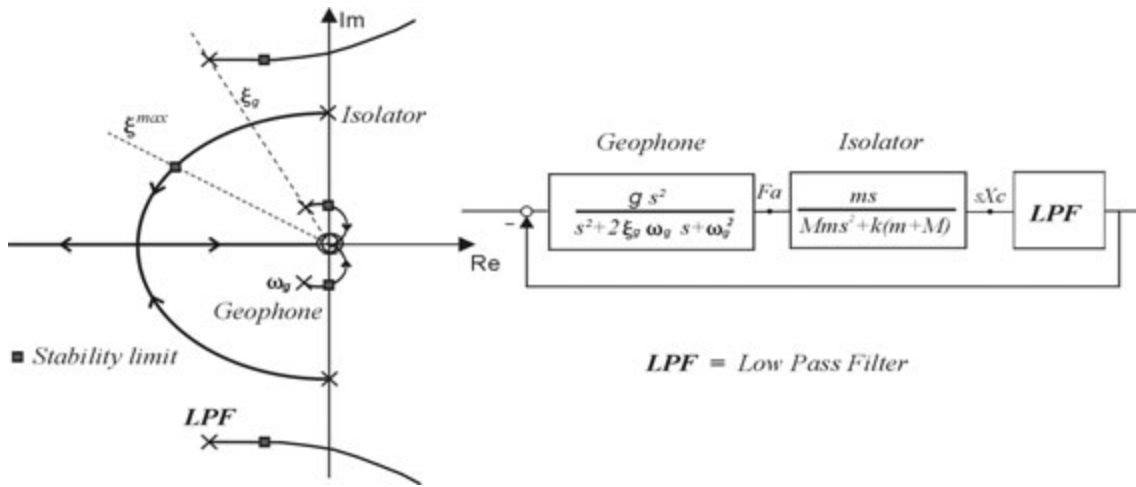 Im
ξg
Isolator
ξmax
Re
ωg
Geophone
■ Stability limit
LPF
Geophone
Isolator
g s²
s²+2 ξg ωg s+ωg²
Fa
ms
Mms²+k(m+M)
sXc
LPF
−
LPF = Low Pass Filter